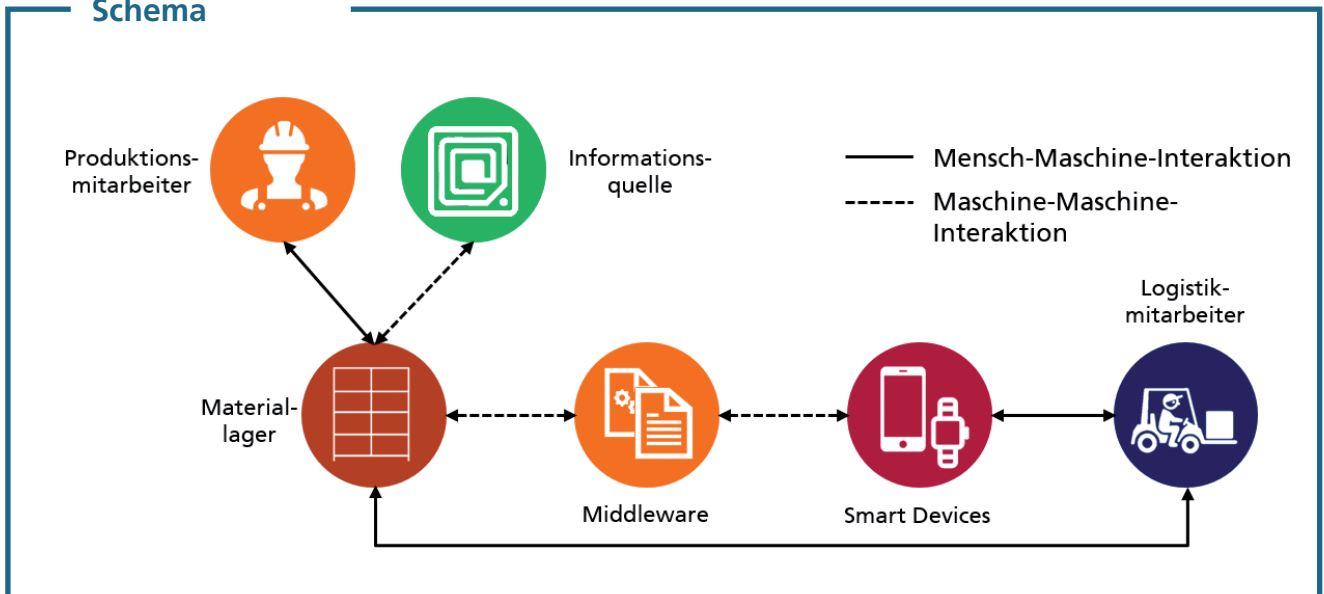 Schema
Produktions-
mitarbeiter
Informations-
quelle
Mensch-Maschine-Interaktion
Maschine-Maschine-
Interaktion
Logistik-
mitarbeiter
Material-
lager
Middleware
Smart Devices